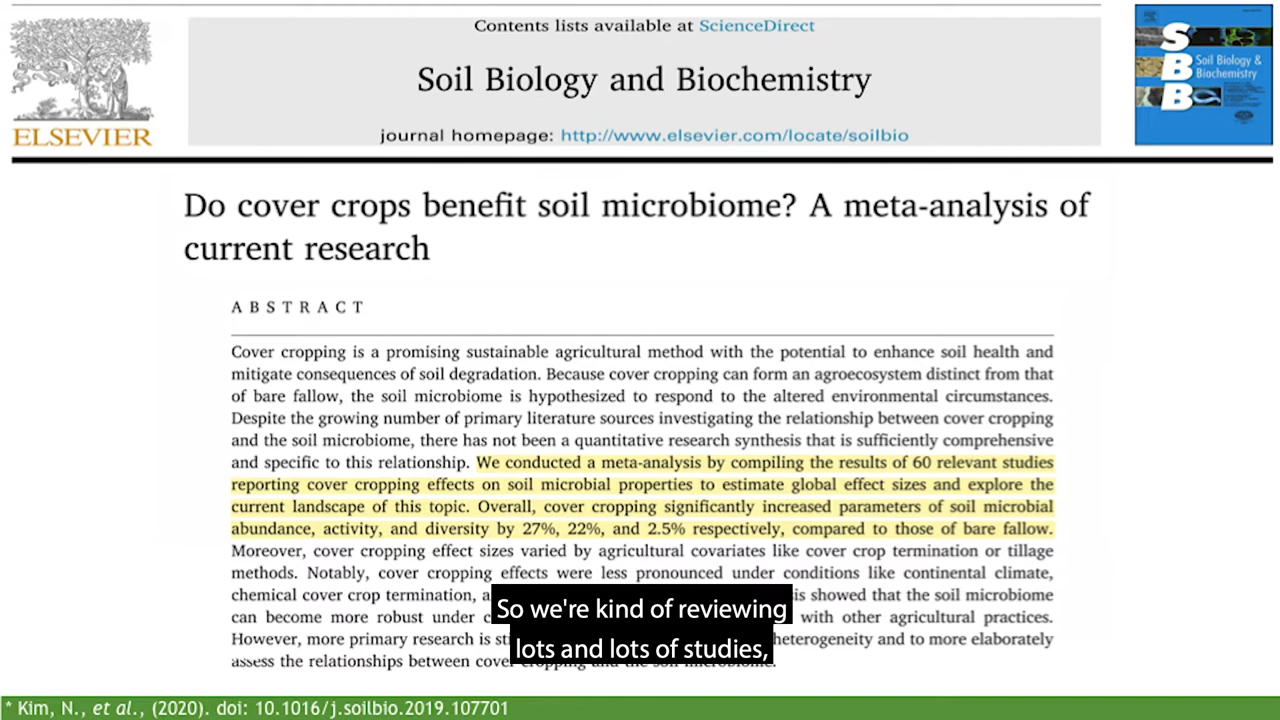 Contents lists available at ScienceDirect
Soil Biology and Biochemistry
journal homepage: http://www.elsevier.com/locate/soilbio
ELSEVIER
S
B
B
Soil Biology &
Biochemistry
Do cover crops benefit soil microbiome? A meta-analysis of
current research
ABSTRACT
Cover cropping is a promising sustainable agricultural method with the potential to enhance soil health and
mitigate consequences of soil degradation. Because cover cropping can form an agroecosystem distinct from that
of bare fallow, the soil microbiome is hypothesized to respond to the altered environmental circumstances.
Despite the growing number of primary literature sources investigating the relationship between cover cropping
and the soil microbiome, there has not been a quantitative research synthesis that is sufficiently comprehensive
and specific to this relationship. We conducted a meta-analysis by compiling the results of 60 relevant studies
reporting cover cropping effects on soil microbial properties to estimate global effect sizes and explore the
current landscape of this topic. Overall, cover cropping significantly increased parameters of soil microbial
abundance, activity, and diversity by 27%, 22%, and 2.5% respectively, compared to those of bare fallow.
Moreover, cover cropping effect sizes varied by agricultural covariates like cover crop termination or tillage
methods. Notably, cover cropping effects were less pronounced under conditions like continental climate,
chemical cover crop termination, showed that the soil microbiome
can become more robust under with other agricultural practices.
However, more primary research is heterogeneity and to more elaborately
assess the relationships between cover cropping and the soil microbiome.
So we're kind of reviewing
lots and lots of studies,
* Kim, N., et al., (2020). doi: 10.1016/j.soilbio.2019.107701